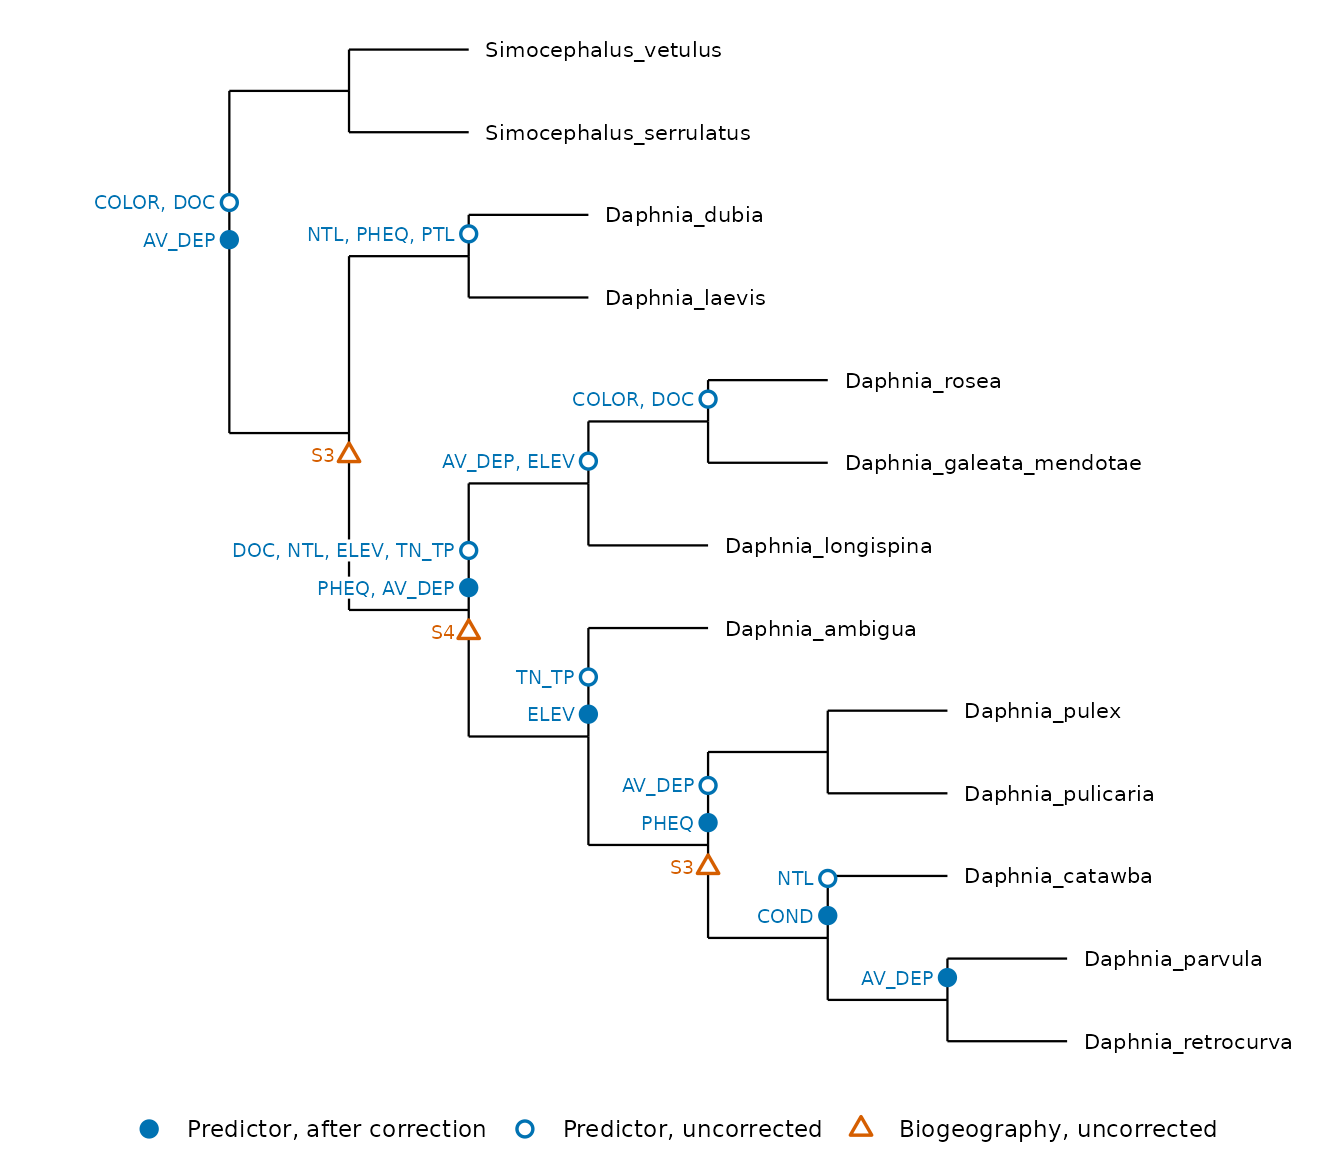 Simocephalus_vetulus
Simocephalus_serrulatus
COLOR, DOC
Daphnia_dubia
NTL, PHEQ, PTL
AV_DEP
Daphnia_laevis
Daphnia_rosea
COLOR, DOC
S3
AV_DEP, ELEV
Daphnia_galeata_mendotae
Daphnia_longispina
DOC, NTL, ELEV, TN_TP
PHEQ, AV_DEP
S4
Daphnia_ambigua
TN_TP
ELEV
Daphnia_pulex
AV_DEP
Daphnia_pulicaria
PHEQ
S3
NTL
Daphnia_catawba
COND
Daphnia_parvula
AV_DEP
Daphnia_retrocurva
Predictor, after correction
Predictor, uncorrected
Biogeography, uncorrected